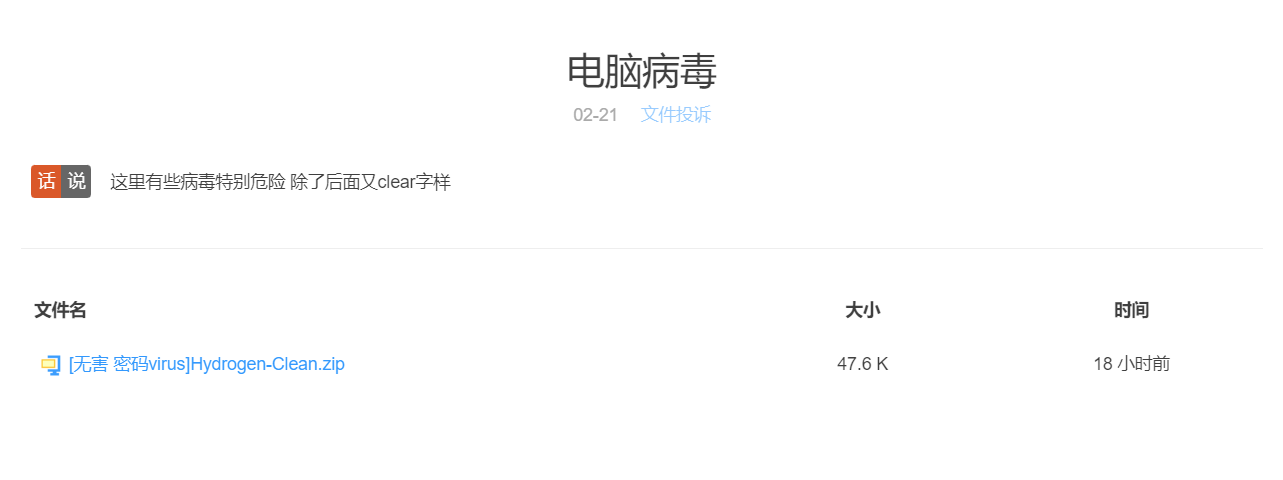 电脑病毒
02-21 文件投诉
话说 这里有些病毒特别危险 除了后面又clear字样
文件名 大小 时间
[无害 密码virus]Hydrogen-Clean.zip 47.6 K 18 小时前